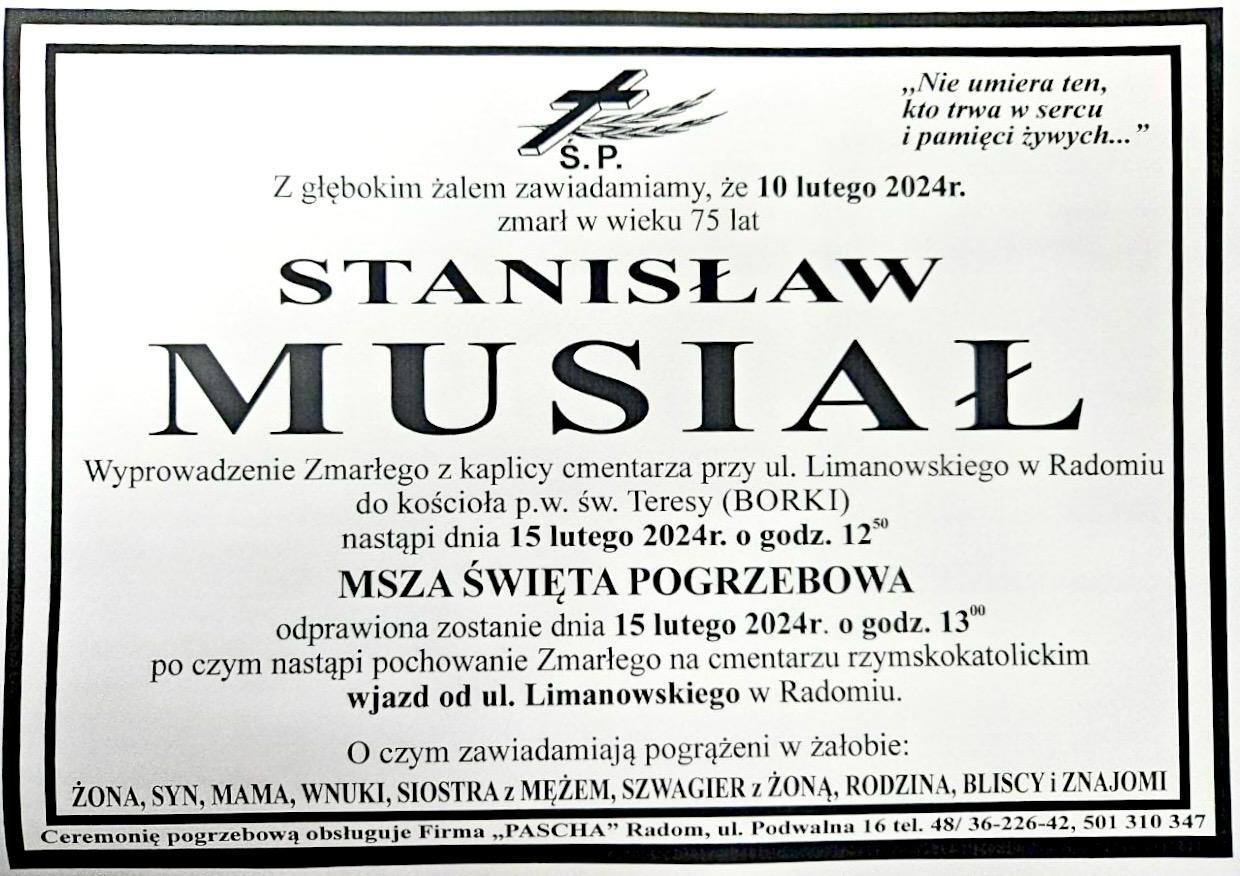 „Nie umiera ten,
kto trwa w sercu
i pamięci żywych...”
Ś.P.
Z głębokim żalem zawiadamiamy, że 10 lutego 2024r.
zmarł w wieku 75 lat
STANISŁAW
MUSIAŁ
Wyprowadzenie Zmarłego z kaplicy cmentarza przy ul. Limanowskiego w Radomiu
do kościoła p.w. św. Teresy (BORKI)
nastąpi dnia 15 lutego 2024r. o godz. 12⁵⁰
MSZA ŚWIĘTA POGRZEBOWA
odprawiona zostanie dnia 15 lutego 2024r. o godz. 13⁰⁰
po czym nastąpi pochowanie Zmarłego na cmentarzu rzymskokatolickim
wjazd od ul. Limanowskiego w Radomiu.
O czym zawiadamiają pogrążeni w żałobie:
ŻONA, SYN, MAMA, WNUKI, SIOSTRA z MĘŻEM, SZWAGIER z ŻONĄ, RODZINA, BLISCY i ZNAJOMI
Ceremonię pogrzebową obsługuje Firma „PASCHA” Radom, ul. Podwalna 16 tel. 48/ 36-226-42, 501 310 347